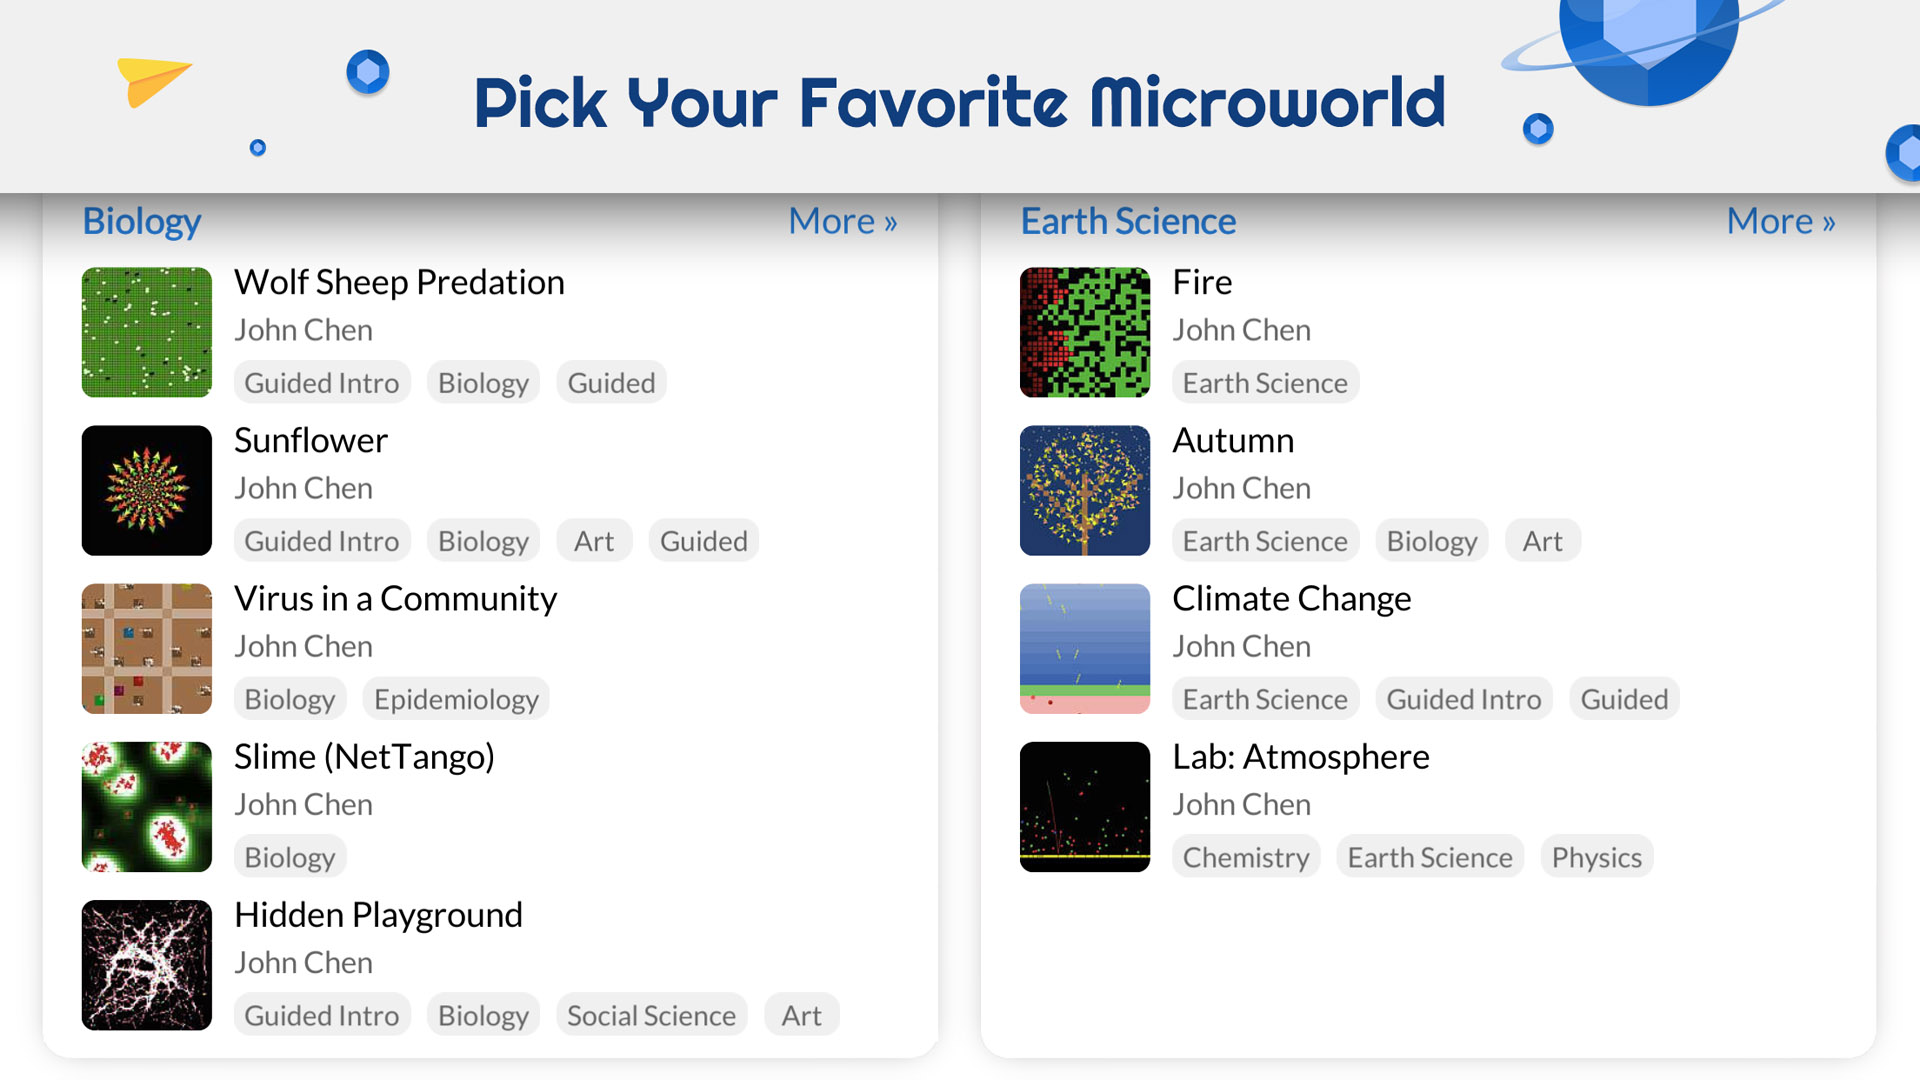 Pick Your Favorite Microworld
Biology
More »
Wolf Sheep Predation
John Chen
Guided Intro Biology Guided
Sunflower
John Chen
Guided Intro Biology Art Guided
Virus in a Community
John Chen
Biology Epidemiology
Slime (NetTango)
John Chen
Biology
Hidden Playground
John Chen
Guided Intro Biology Social Science Art
Earth Science
More »
Fire
John Chen
Earth Science
Autumn
John Chen
Earth Science Biology Art
Climate Change
John Chen
Earth Science Guided Intro Guided
Lab: Atmosphere
John Chen
Chemistry Earth Science Physics